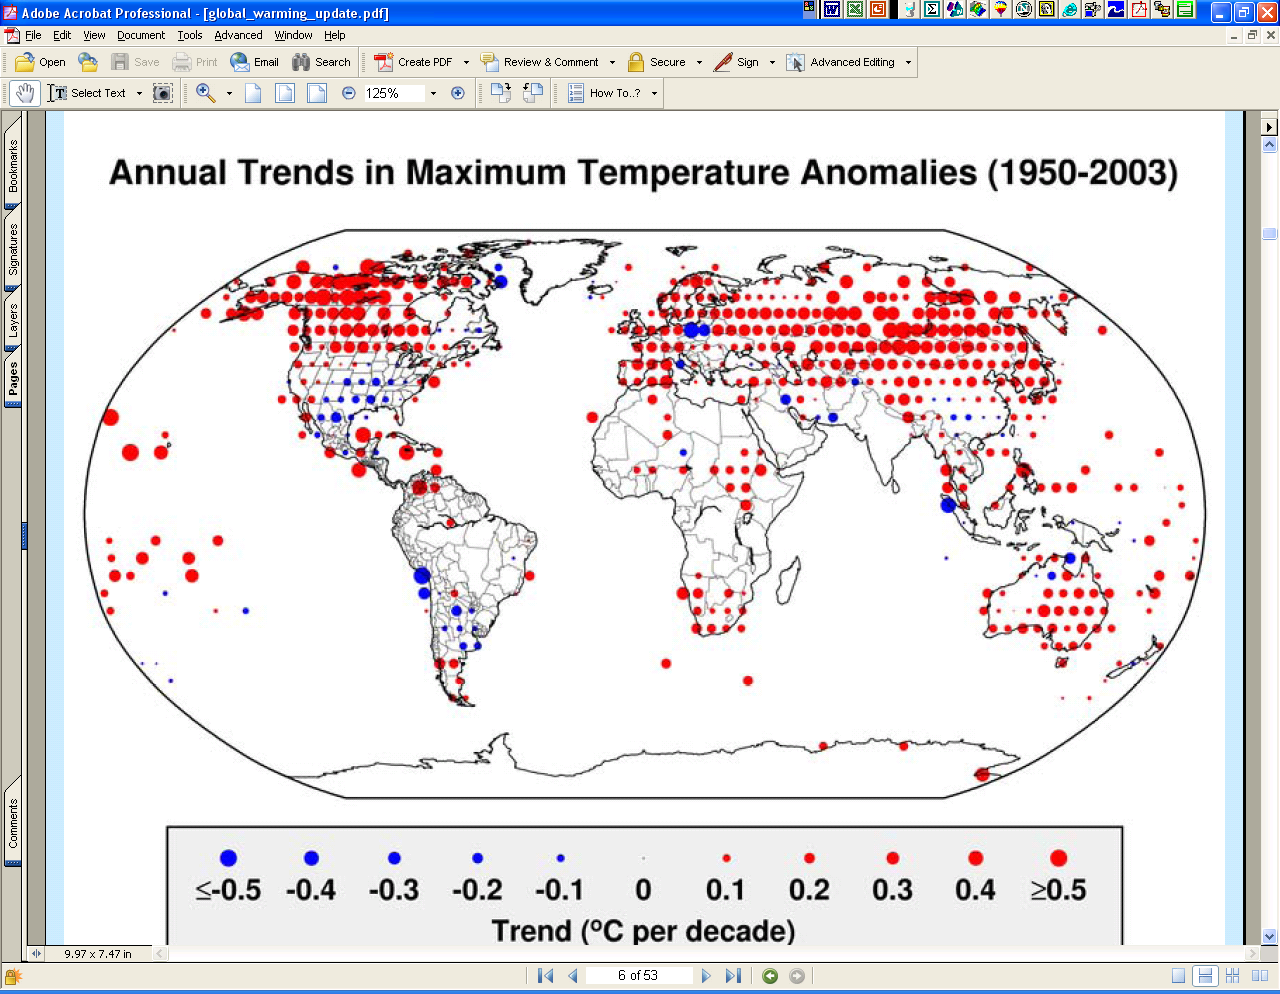 Adobe Acrobat Professional - [global_warming_update.pdf]
File Edit View Document Tools Advanced Window Help
Open Save Print Email Search Create PDF Review & Comment Secure Sign Advanced Editing
Select Text 125% How To..?
Bookmarks
Signatures
Layers
Pages
Comments
Annual Trends in Maximum Temperature Anomalies (1950-2003)
≤-0.5 -0.4 -0.3 -0.2 -0.1 0 0.1 0.2 0.3 0.4 ≥0.5
Trend (ºC per decade)
9.97 x 7.47 in
6 of 53